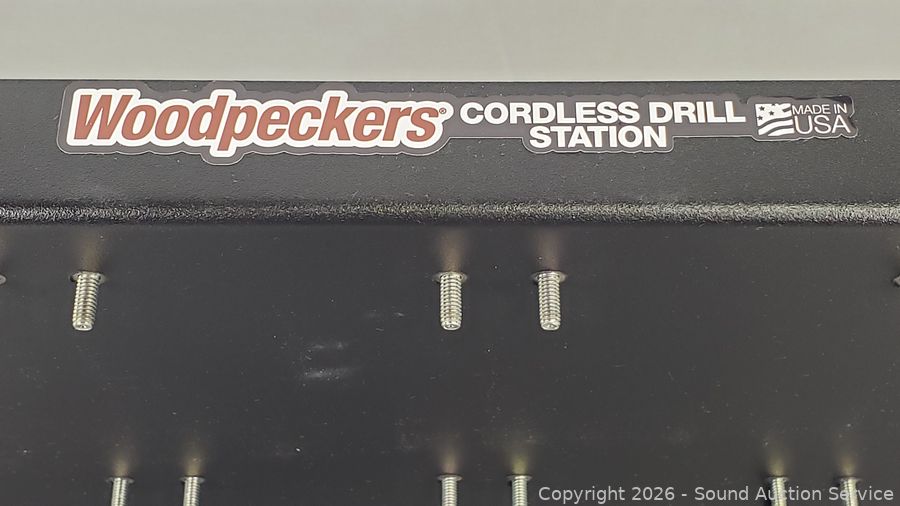 Woodpeckers® CORDLESS DRILL STATION
MADE IN USA
Copyright 2026 - Sound Auction Service